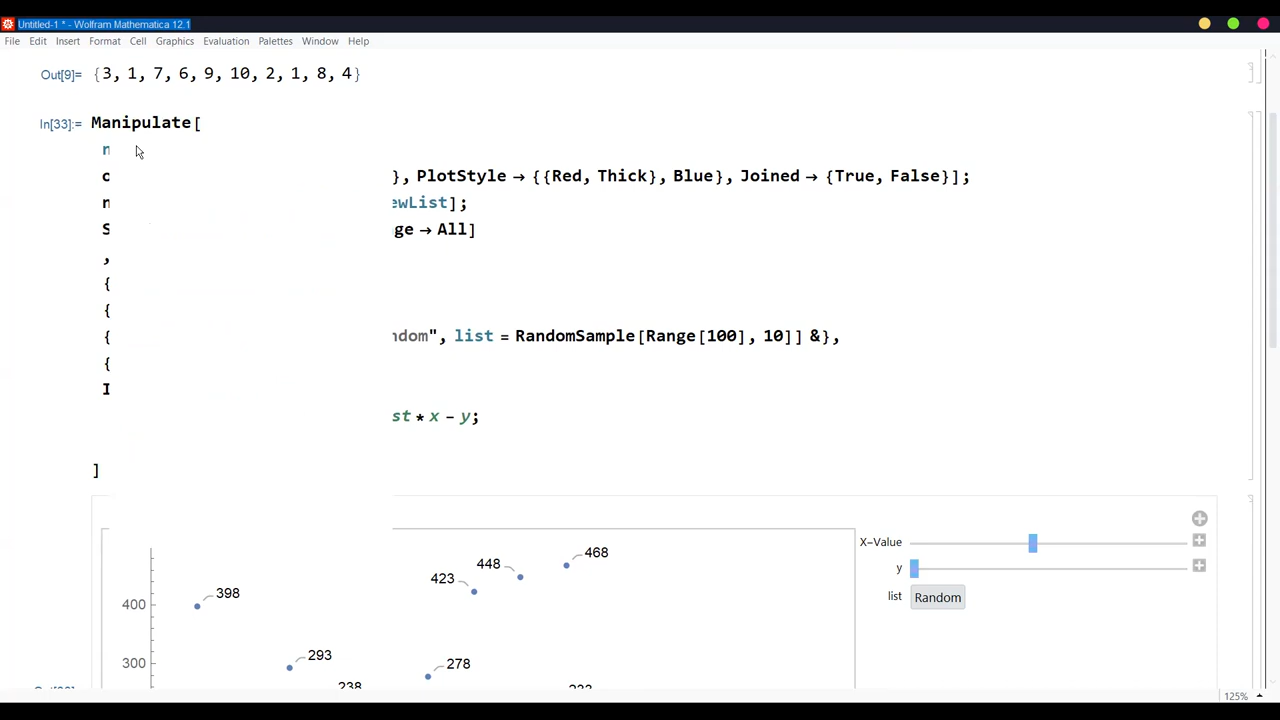 Untitled-1 * - Wolfram Mathematica 12.1
File Edit Insert Format Cell Graphics Evaluation Palettes Window Help
Out[9]= {3, 1, 7, 6, 9, 10, 2, 1, 8, 4}
In[33]:= Manipulate[
n
}, PlotStyle → {{Red, Thick}, Blue}, Joined → {True, False}];
n ewList];
S ge → All]
,
{
{
{ ndom", list = RandomSample[Range[100], 10]] &},
{
I
st * x - y;
]
X-Value
y
list Random
468
448
423
398
400
293
278
300
238
125%